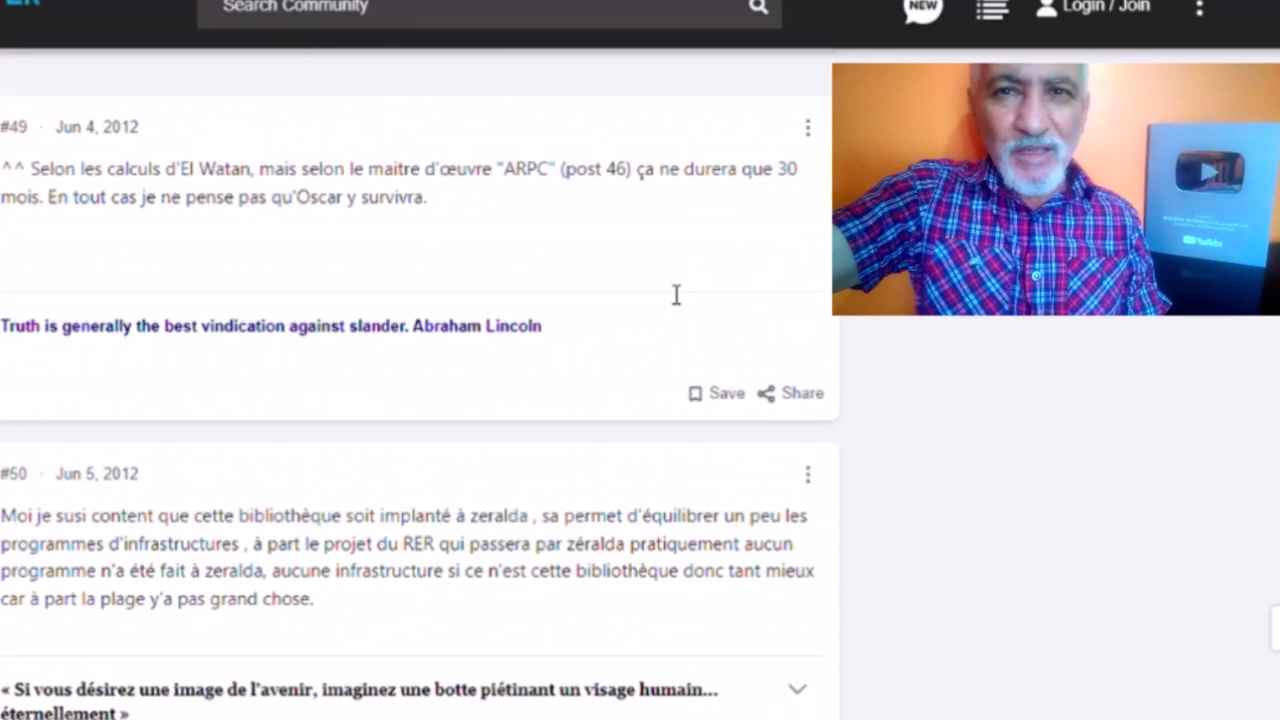 Search Community
NEW
Login / Join
#49 · Jun 4, 2012
^^ Selon les calculs d'El Watan, mais selon le maitre d'œuvre "ARPC" (post 46) ça ne durera que 30
mois. En tout cas je ne pense pas qu'Oscar y survivra.
Truth is generally the best vindication against slander. Abraham Lincoln
Save Share
YouTube
#50 · Jun 5, 2012
Moi je susi content que cette bibliothèque soit implanté à zeralda , sa permet d'équilibrer un peu les
programmes d'infrastructures , à part le projet du RER qui passera par zéralda pratiquement aucun
programme n'a été fait à zeralda, aucune infrastructure si ce n'est cette bibliothèque donc tant mieux
car à part la plage y'a pas grand chose.
« Si vous désirez une image de l'avenir, imaginez une botte piétinant un visage humain...
éternellement »